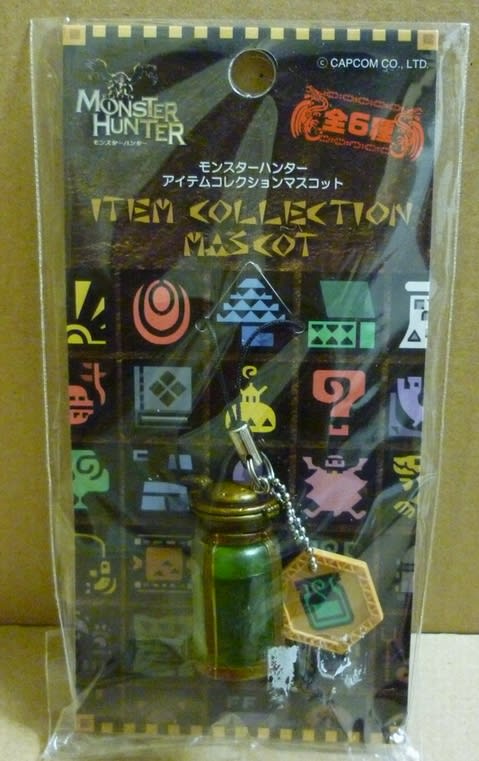 © CAPCOM CO., LTD.
MONSTER
HUNTER
モンスターハンター
全6種
モンスターハンター
アイテムコレクションマスコット
ITEM COLLECTION
MASCOT